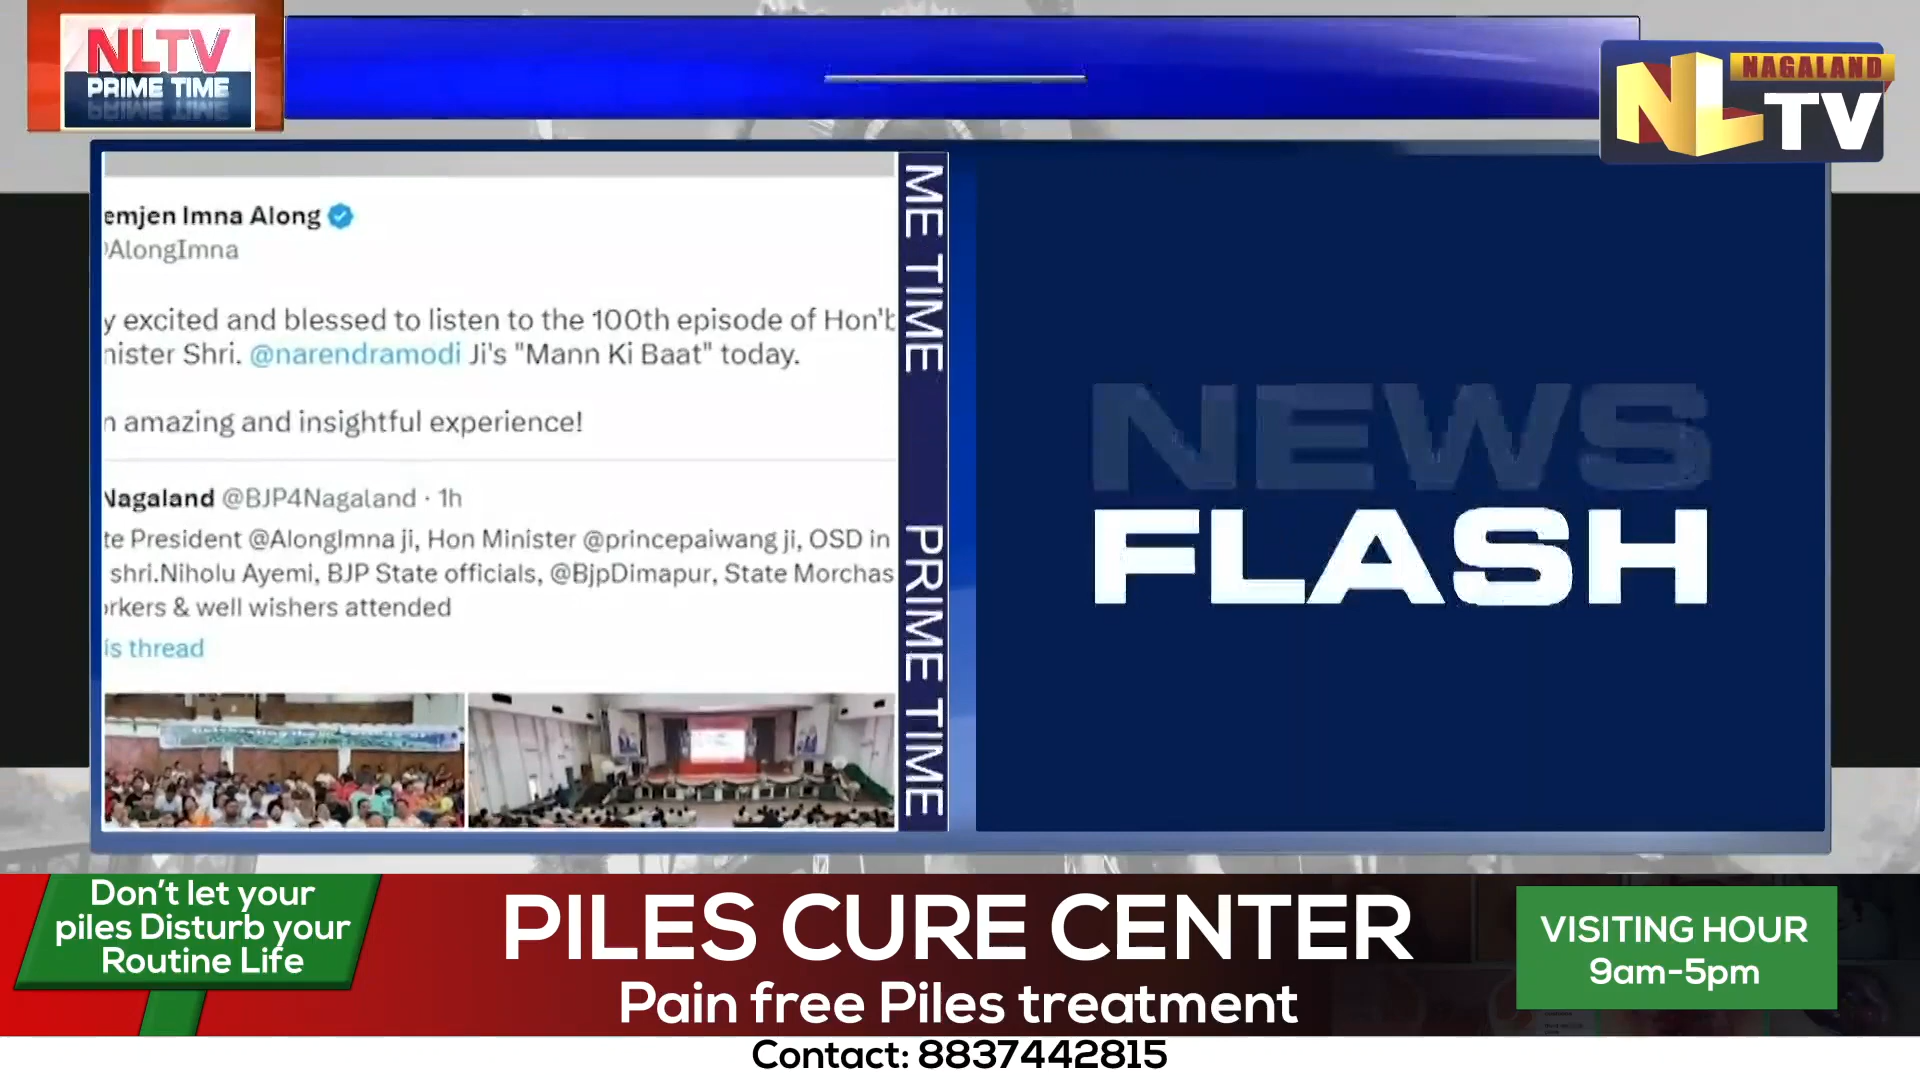 NLTV
PRIME TIME
NAGALAND
NLTV
emjen Imna Along
AlongImna
y excited and blessed to listen to the 100th episode of Hon'b
nister Shri. @narendramodi Ji's "Mann Ki Baat" today.
n amazing and insightful experience!
Nagaland @BJP4Nagaland · 1h
te President @AlongImna ji, Hon Minister @princepaiwang ji, OSD in
shri.Niholu Ayemi, BJP State officials, @BjpDimapur, State Morchas
rkers & well wishers attended
is thread
ME TIME PRIME TIME
NEWS
FLASH
Don't let your
piles Disturb your
Routine Life
PILES CURE CENTER
Pain free Piles treatment
VISITING HOUR
9am-5pm
Contact: 8837442815